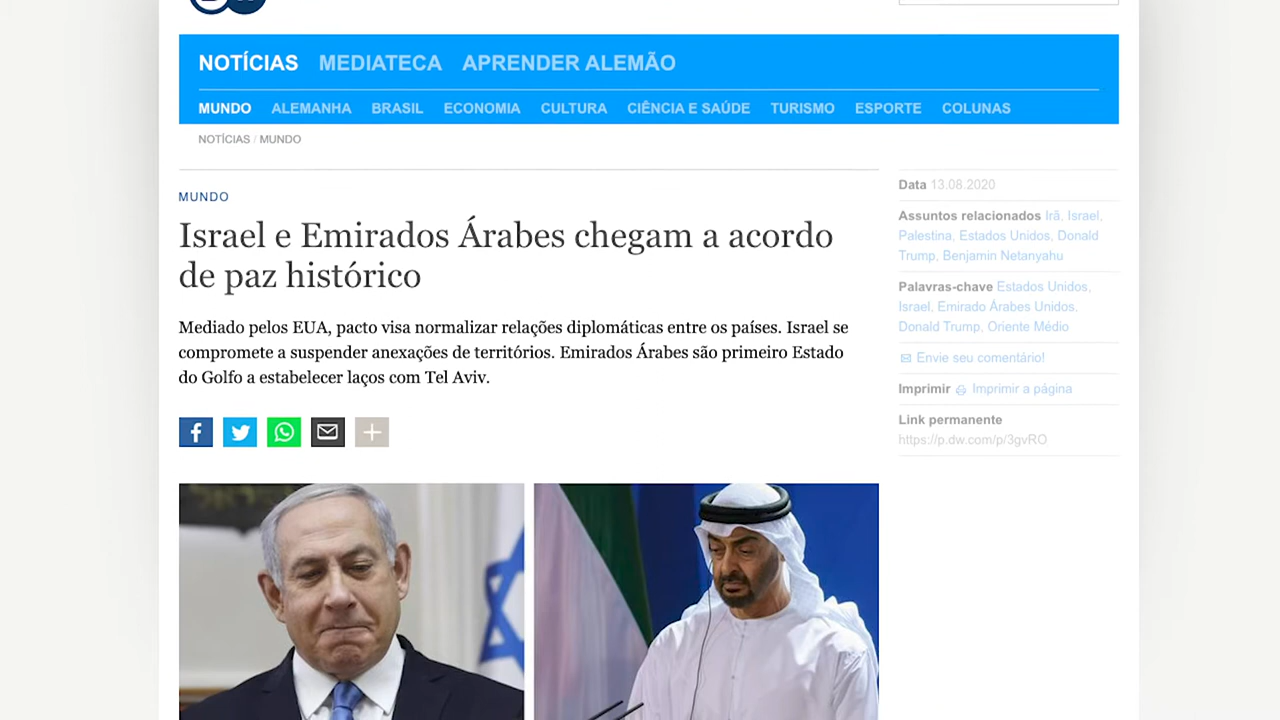 NOTÍCIAS MEDIATECA APRENDER ALEMÃO
MUNDO ALEMANHA BRASIL ECONOMIA CULTURA CIÊNCIA E SAÚDE TURISMO ESPORTE COLUNAS
NOTÍCIAS / MUNDO
MUNDO
Israel e Emirados Árabes chegam a acordo
de paz histórico
Mediado pelos EUA, pacto visa normalizar relações diplomáticas entre os países. Israel se
compromete a suspender anexações de territórios. Emirados Árabes são primeiro Estado
do Golfo a estabelecer laços com Tel Aviv.
Data 13.08.2020
Assuntos relacionados Irã, Israel,
Palestina, Estados Unidos, Donald
Trump, Benjamin Netanyahu
Palavras-chave Estados Unidos,
Israel, Emirado Árabes Unidos,
Donald Trump, Oriente Médio
Envie seu comentário!
Imprimir Imprimir a página
Link permanente
https://p.dw.com/p/3gvRO